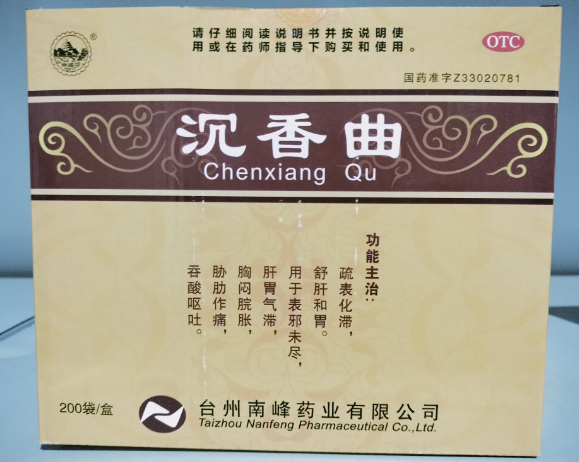 请仔细阅读说明书并按说明使
用或在药师指导下购买和使用。
OTC
国药准字Z33020781
沉香曲
Chenxiang Qu
功能主治：
疏表化滞，
舒肝和胃。
用于表邪未尽，
肝胃气滞，
胸闷脘胀，
胁肋作痛，
吞酸呕吐。
200袋/盒
台州南峰药业有限公司
Taizhou Nanfeng Pharmaceutical Co.,Ltd.